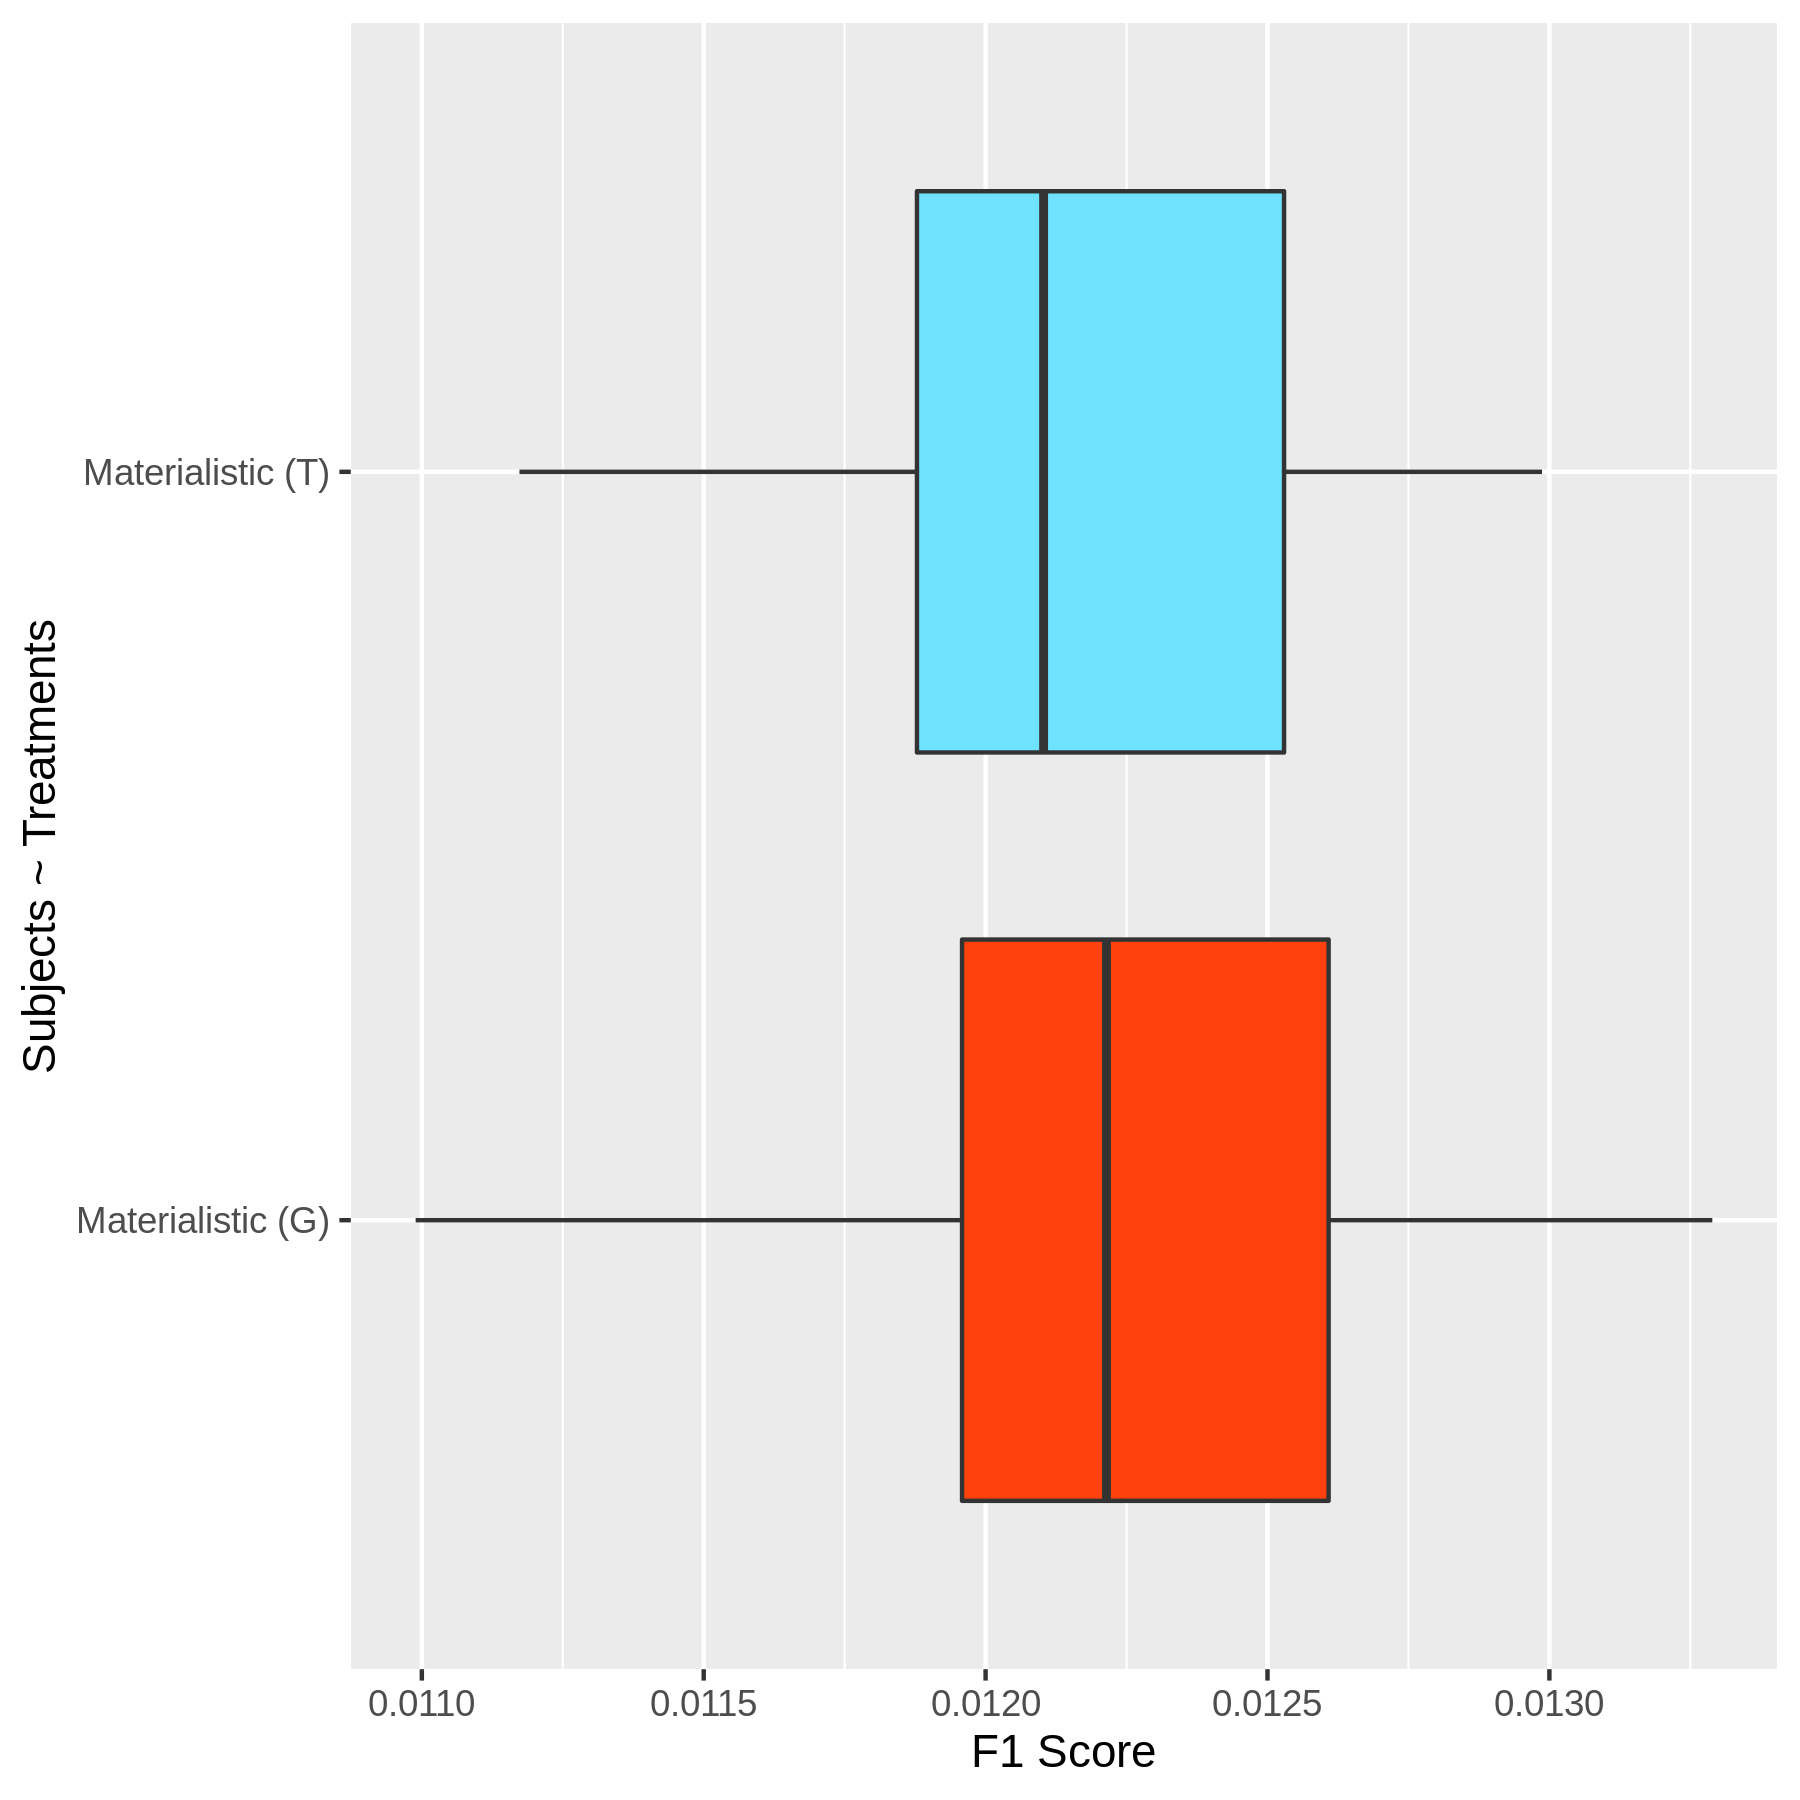 Subjects ~ Treatments
Materialistic (T)
Materialistic (G)
0.0110
0.0115
0.0120
0.0125
0.0130
F1 Score